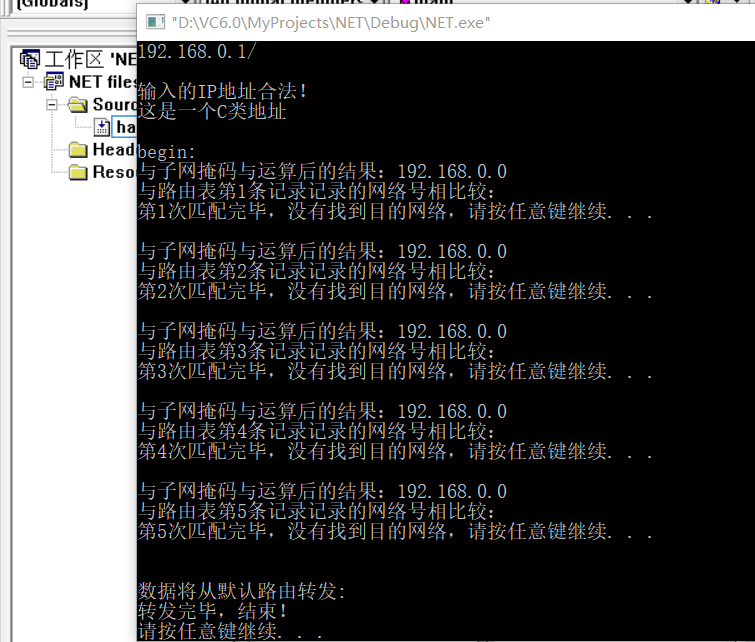 [Globals]
"D:\VC6.0\MyProjects\NET\Debug\NET.exe"
工作区 'NE
NET files
Sour
ha
Head
Resou
192.168.0.1/
输入的IP地址合法！
这是一个C类地址
begin:
与子网掩码与运算后的结果：192.168.0.0
与路由表第1条记录记录的网络号相比较：
第1次匹配完毕，没有找到目的网络，请按任意键继续. . .
与子网掩码与运算后的结果：192.168.0.0
与路由表第2条记录记录的网络号相比较：
第2次匹配完毕，没有找到目的网络，请按任意键继续. . .
与子网掩码与运算后的结果：192.168.0.0
与路由表第3条记录记录的网络号相比较：
第3次匹配完毕，没有找到目的网络，请按任意键继续. . .
与子网掩码与运算后的结果：192.168.0.0
与路由表第4条记录记录的网络号相比较：
第4次匹配完毕，没有找到目的网络，请按任意键继续. . .
与子网掩码与运算后的结果：192.168.0.0
与路由表第5条记录记录的网络号相比较：
第5次匹配完毕，没有找到目的网络，请按任意键继续. . .
数据将从默认路由转发:
转发完毕，结束！
请按任意键继续. . .